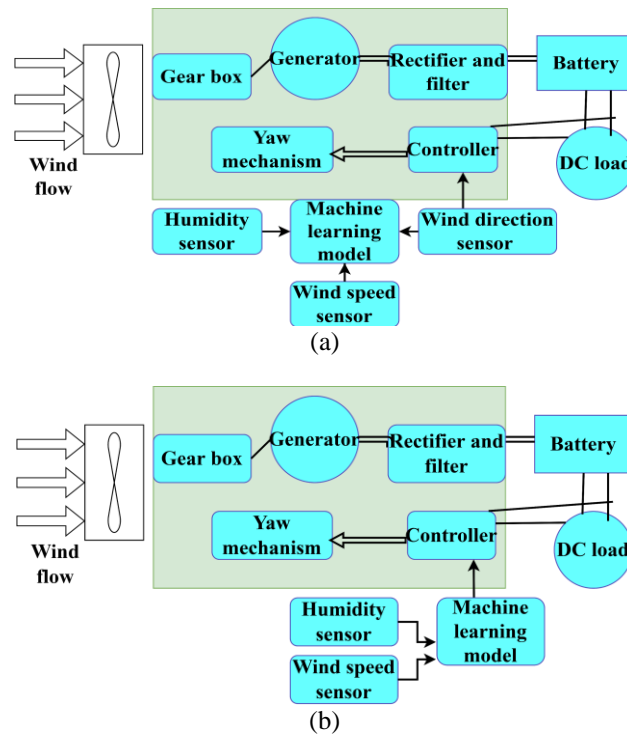 Gear box
Generator
Rectifier and
filter
Battery
Wind
flow
Yaw
mechanism
Controller
DC load
Humidity
sensor
Machine
learning
model
Wind direction
sensor
Wind speed
sensor
(a)
Gear box
Generator
Rectifier and
filter
Battery
Wind
flow
Yaw
mechanism
Controller
DC load
Humidity
sensor
Machine
learning
model
Wind speed
sensor
(b)